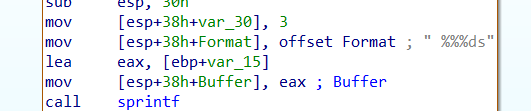 sub esp, 30h
mov [esp+38h+var_30], 3
mov [esp+38h+Format], offset Format ; " %%%ds"
lea eax, [ebp+var_15]
mov [esp+38h+Buffer], eax ; Buffer
call sprintf